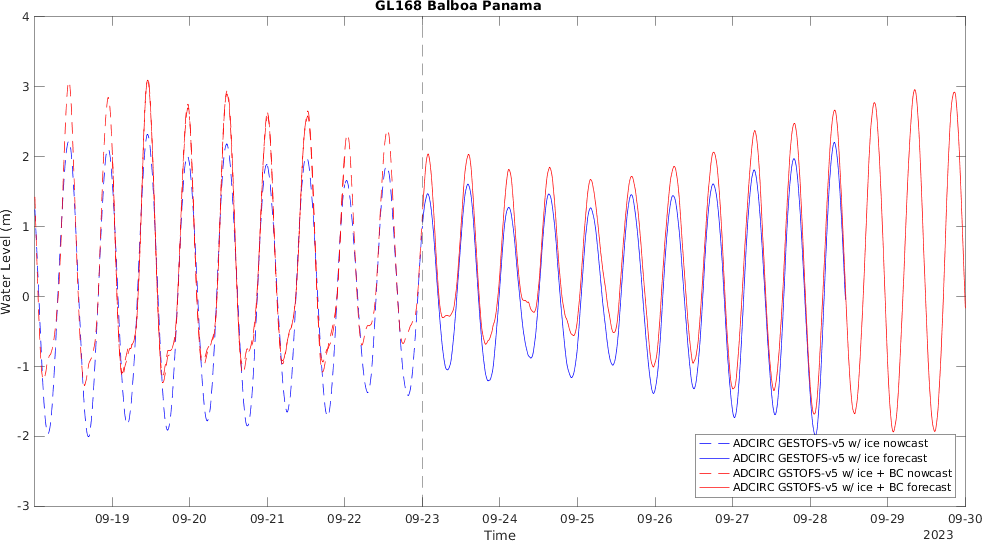 GL168 Balboa Panama
4
3
2
1
0
-1
-2
-3
Water Level (m)
ADCIRC GESTOFS-v5 w/ ice nowcast
ADCIRC GESTOFS-v5 w/ ice forecast
ADCIRC GSTOFS-v5 w/ ice + BC nowcast
ADCIRC GSTOFS-v5 w/ ice + BC forecast
09-19 09-20 09-21 09-22 09-23 09-24 09-25 09-26 09-27 09-28 09-29 09-30
Time 2023